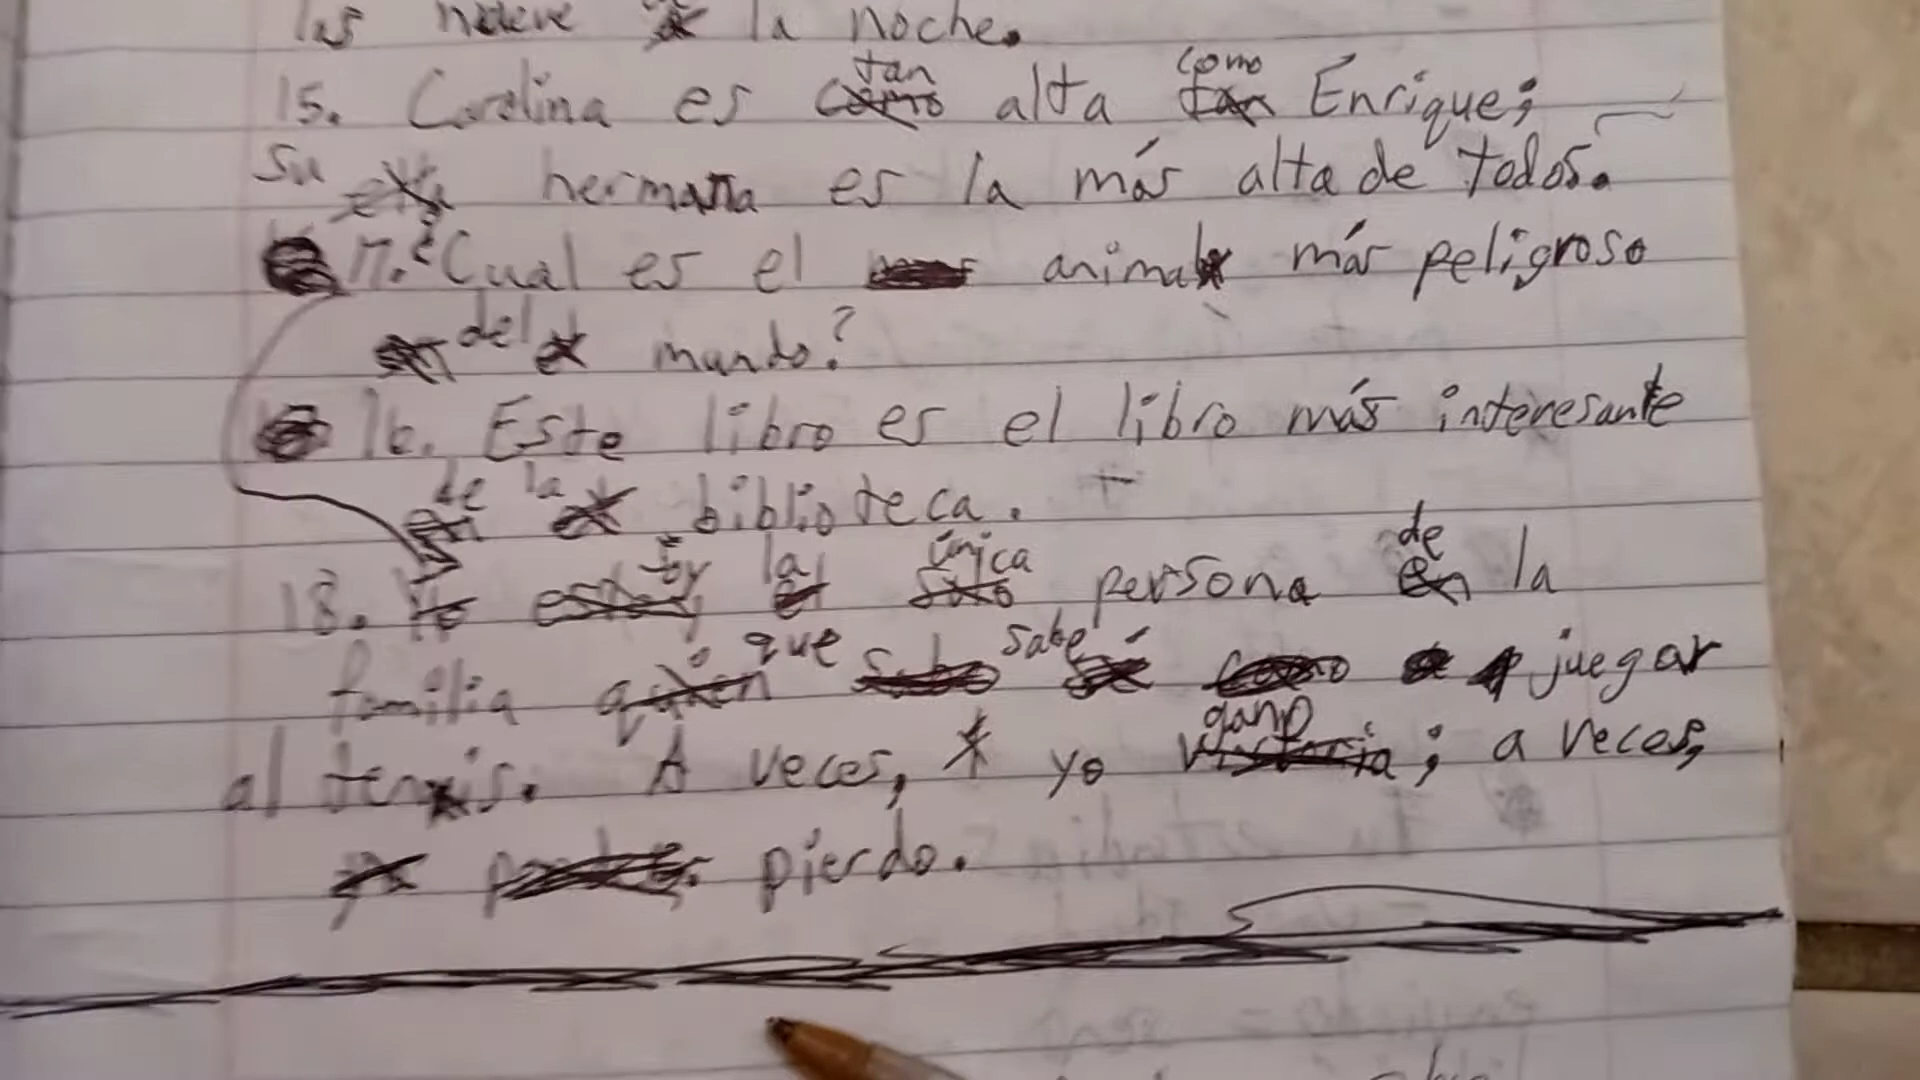 las nueve la noche.
15. Carolina es tan alta como Enrique;
su hermana es la más alta de todos.
17. ¿Cual es el animal más peligroso
del mundo?
16. Este libro es el libro más interesante
de la biblioteca.
18. la única persona de la
familia que sabe juegar
al tenis. A veces, yo gano; a veces,
pierdo.